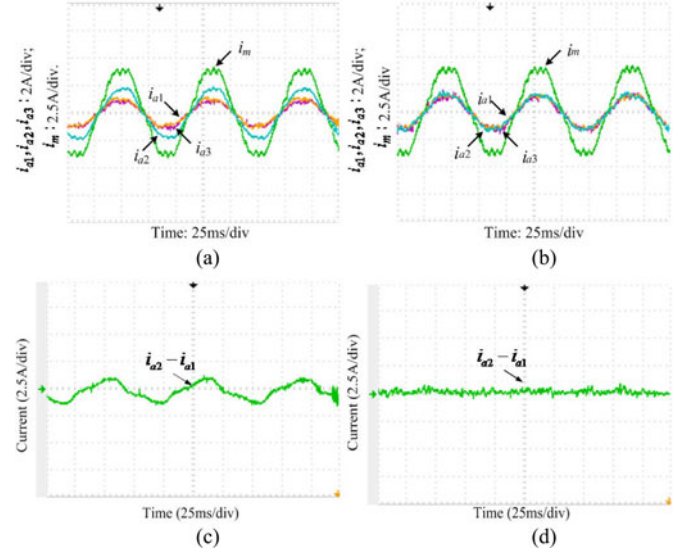 i_a1, i_a2, i_a3 : 2A/div;
i_m : 2.5A/div.
i_m
i_a1
i_a2
i_a3
Time: 25ms/div
(a)
i_a1, i_a2, i_a3 : 2A/div;
i_m : 2.5A/div
i_m
i_a1
i_a2
i_a3
Time: 25ms/div
(b)
Current (2.5A/div)
i_a2 − i_a1
Time (25ms/div)
(c)
Current (2.5A/div)
i_a2 − i_a1
Time (25ms/div)
(d)